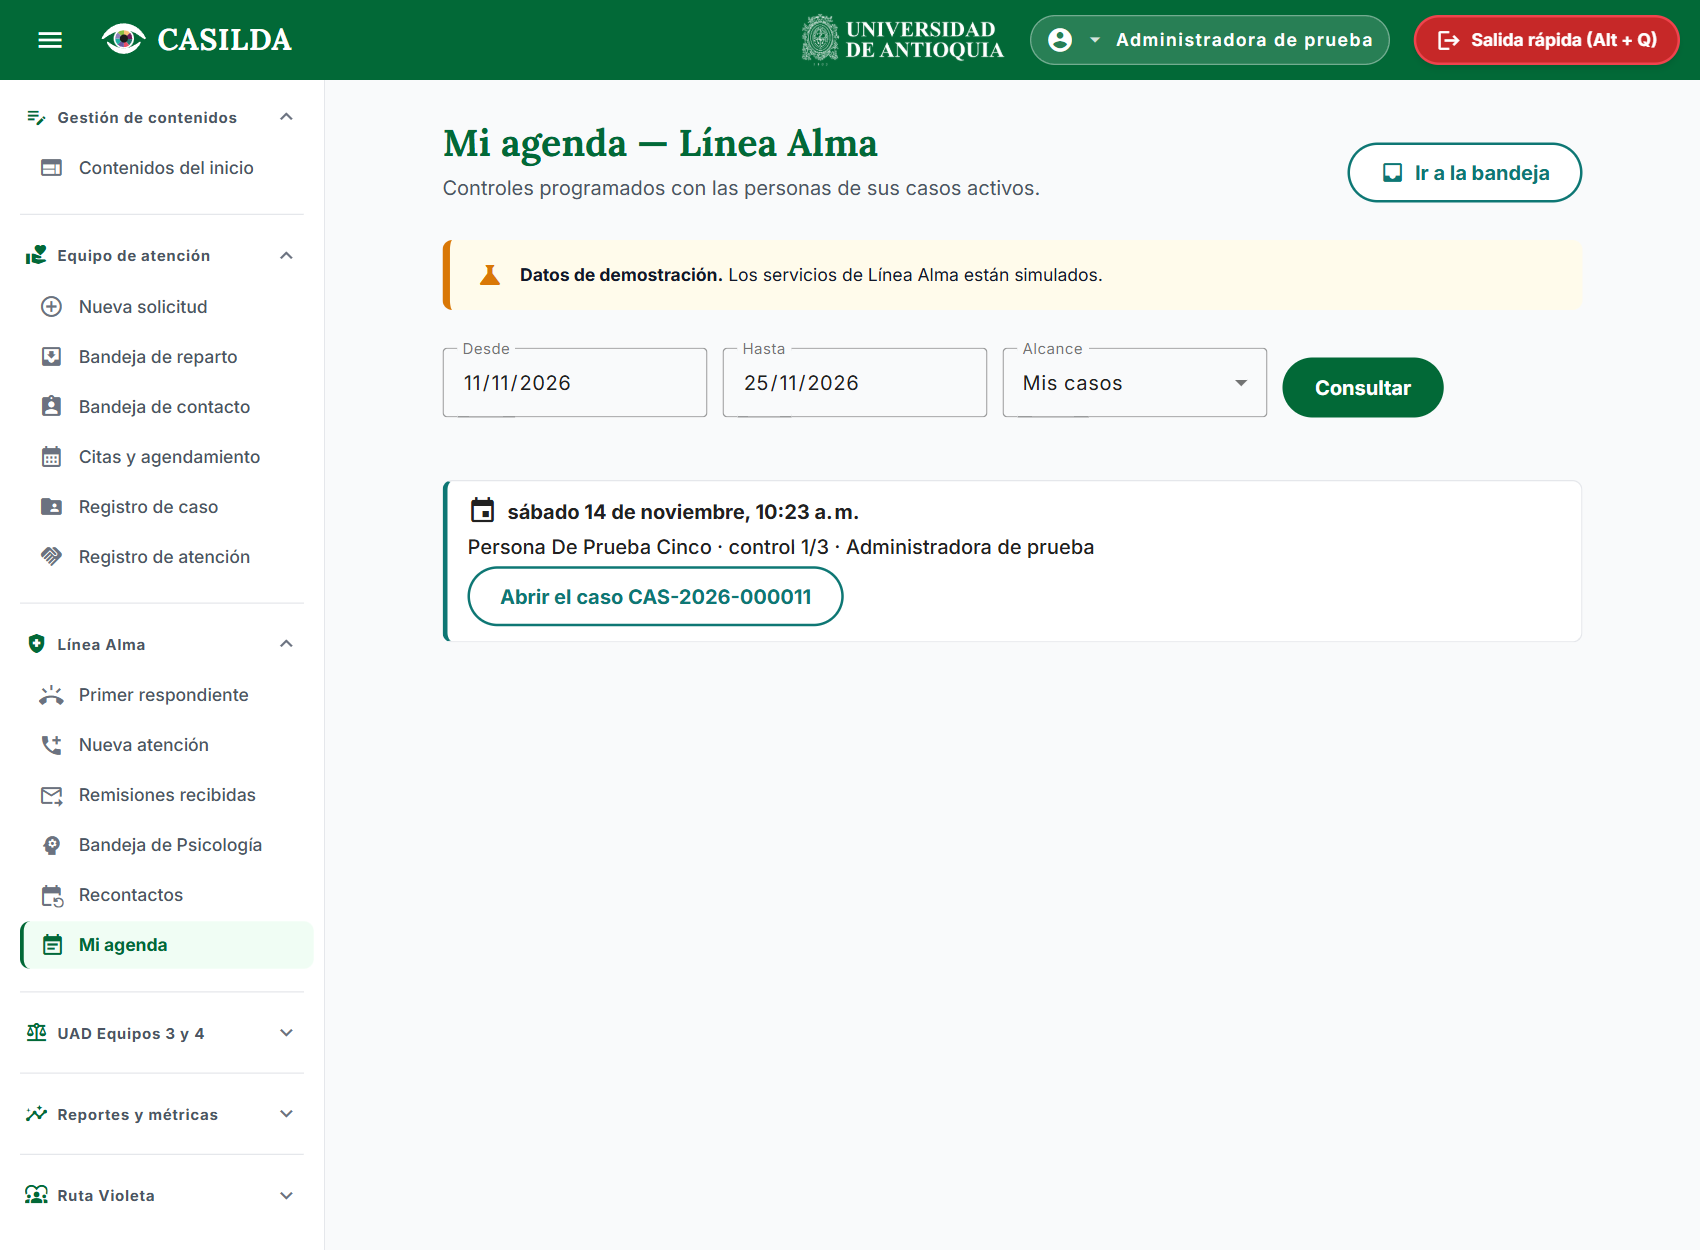 CASILDA
UNIVERSIDAD
DE ANTIOQUIA
Administradora de prueba
Salida rápida (Alt + Q)
Gestión de contenidos
Contenidos del inicio
Equipo de atención
Nueva solicitud
Bandeja de reparto
Bandeja de contacto
Citas y agendamiento
Registro de caso
Registro de atención
Línea Alma
Primer respondiente
Nueva atención
Remisiones recibidas
Bandeja de Psicología
Recontactos
Mi agenda
UAD Equipos 3 y 4
Reportes y métricas
Ruta Violeta
Mi agenda — Línea Alma
Controles programados con las personas de sus casos activos.
Ir a la bandeja
Datos de demostración. Los servicios de Línea Alma están simulados.
Desde
11/11/2026
Hasta
25/11/2026
Alcance
Mis casos
Consultar
sábado 14 de noviembre, 10:23 a. m.
Persona De Prueba Cinco · control 1/3 · Administradora de prueba
Abrir el caso CAS-2026-000011